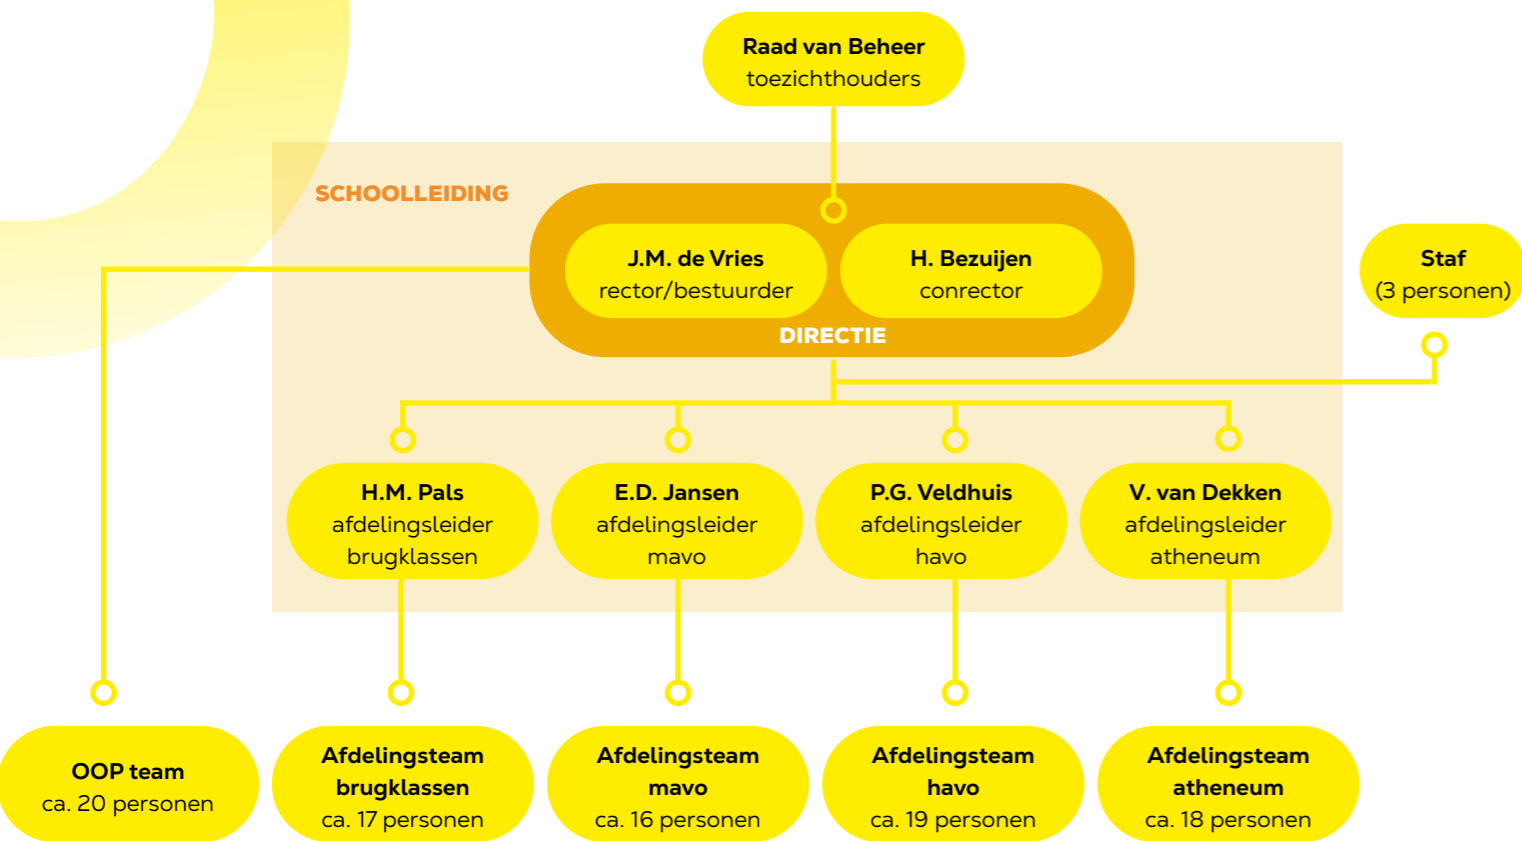 Raad van Beheer
toezichthouders
SCHOOLLEIDING
J.M. de Vries
rector/bestuurder
H. Bezuijen
conrector
DIRECTIE
Staf
(3 personen)
H.M. Pals
afdelingsleider
brugklassen
E.D. Jansen
afdelingsleider
mavo
P.G. Veldhuis
afdelingsleider
havo
V. van Dekken
afdelingsleider
atheneum
OOP team
ca. 20 personen
Afdelingsteam
brugklassen
ca. 17 personen
Afdelingsteam
mavo
ca. 16 personen
Afdelingsteam
havo
ca. 19 personen
Afdelingsteam
atheneum
ca. 18 personen